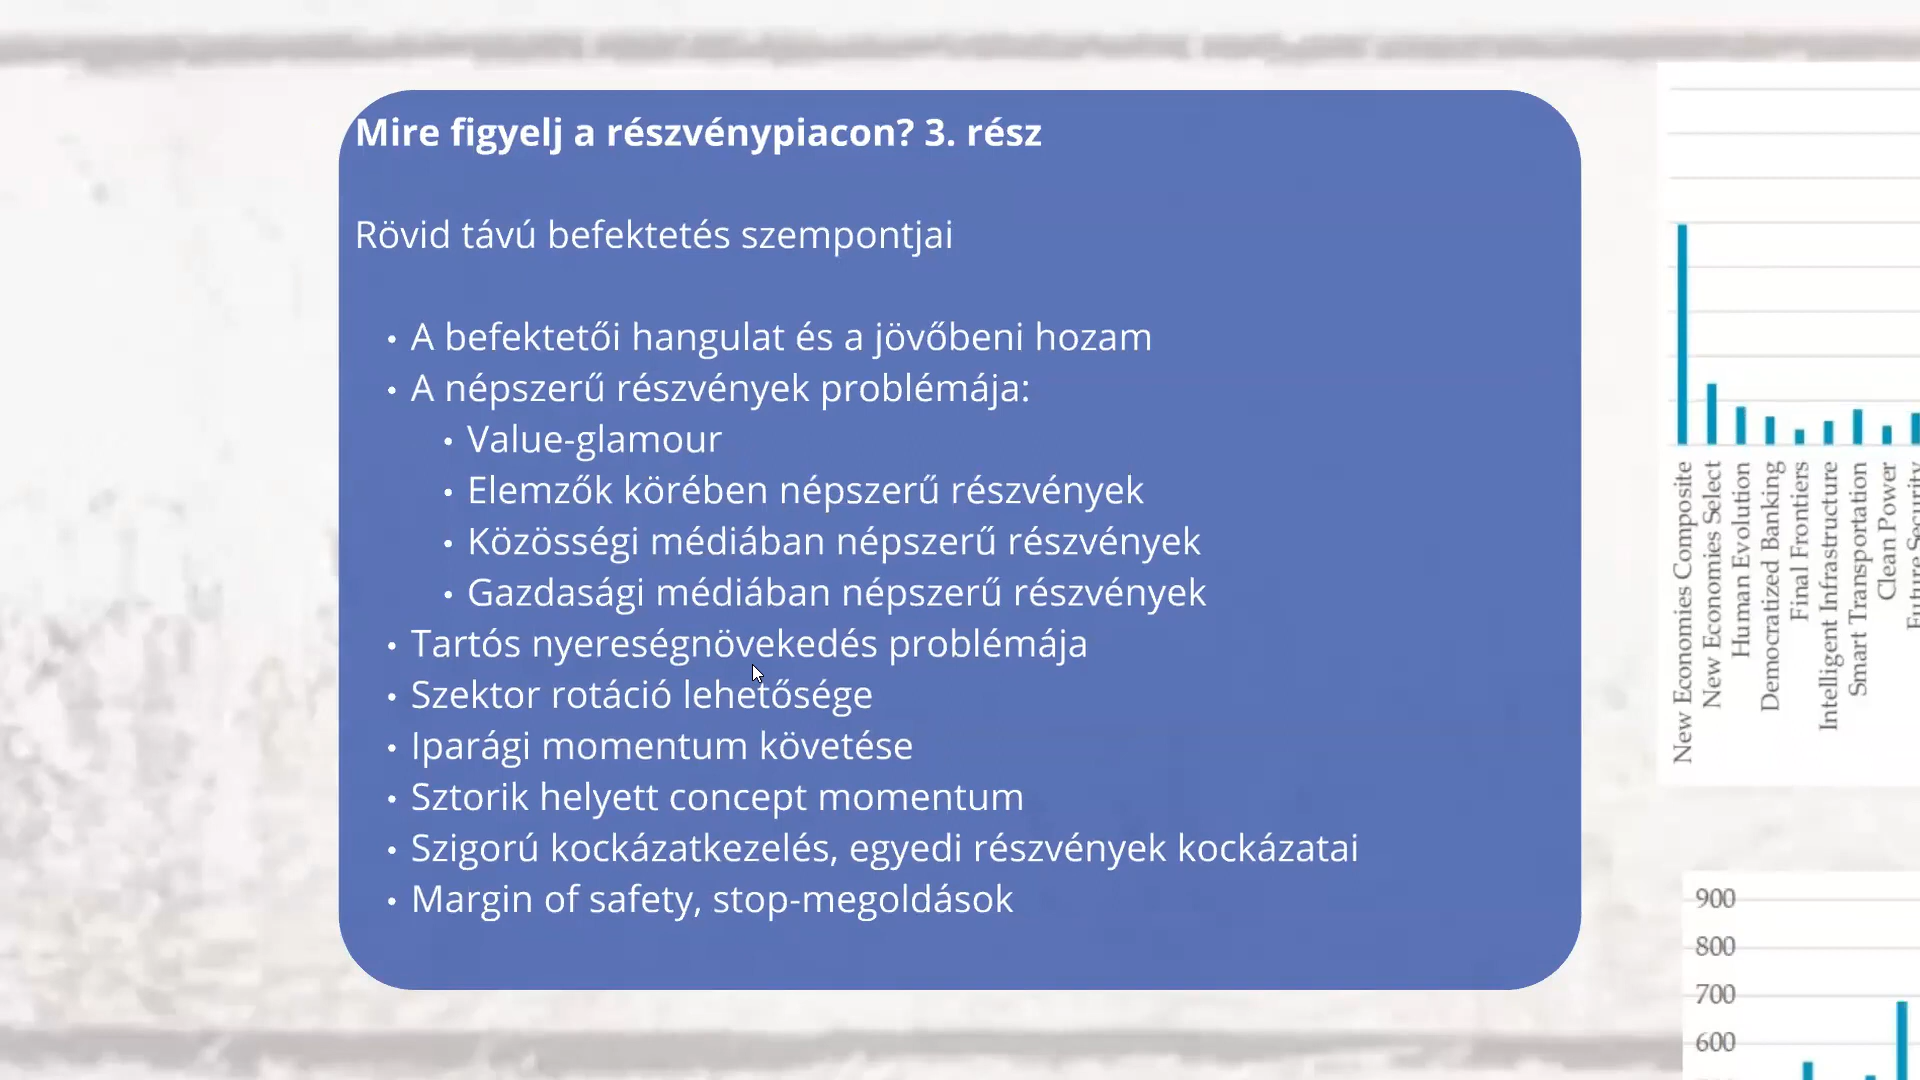 Mire figyelj a részvénypiacon? 3. rész
Rövid távú befektetés szempontjai
• A befektetői hangulat és a jövőbeni hozam
• A népszerű részvények problémája:
• Value-glamour
• Elemzők körében népszerű részvények
• Közösségi médiában népszerű részvények
• Gazdasági médiában népszerű részvények
• Tartós nyereségnövekedés problémája
• Szektor rotáció lehetősége
• Iparági momentum követése
• Sztorik helyett concept momentum
• Szigorú kockázatkezelés, egyedi részvények kockázatai
• Margin of safety, stop-megoldások
New Economies Composite
New Economies Select
Human Evolution
Democratized Banking
Final Frontiers
Intelligent Infrastructure
Smart Transportation
Clean Power
Future Security
900
800
700
600